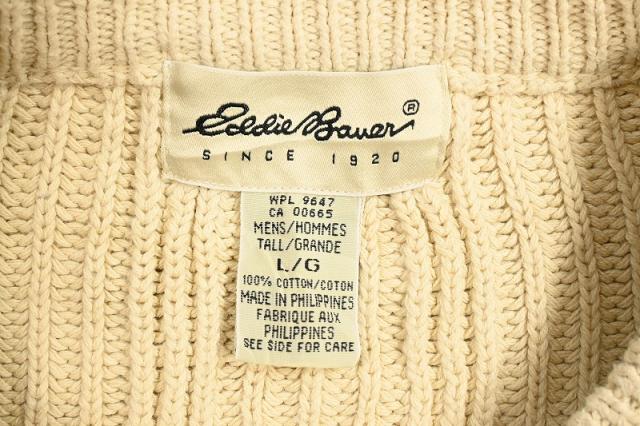 Eddie Bauer ®
SINCE 1920
WPL 9647
CA 00665
MENS/HOMMES
TALL/GRANDE
L/G
100% COTTON/COTON
MADE IN PHILIPPINES
FABRIQUE AUX
PHILIPPINES
SEE SIDE FOR CARE